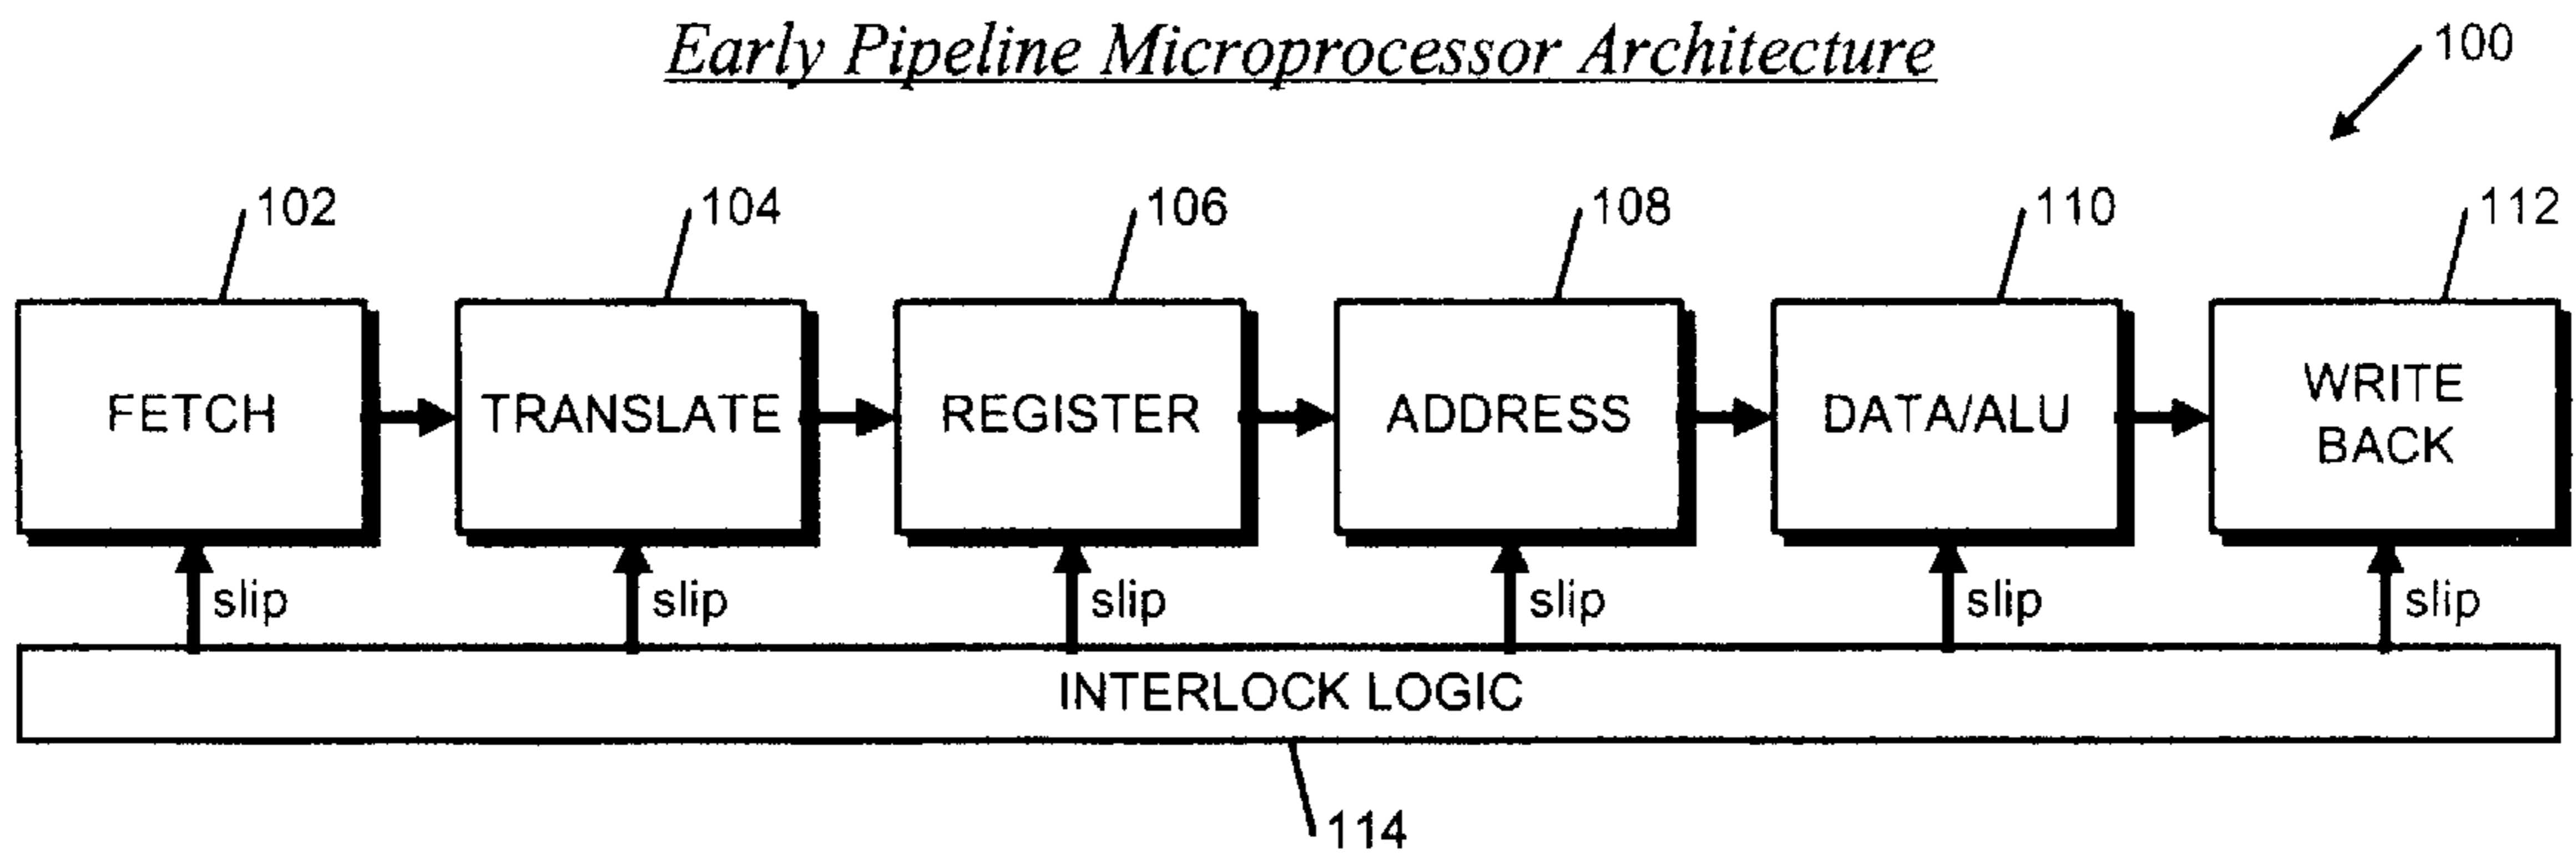 Early Pipeline Microprocessor Architecture
100
102
104
106
108
110
112
FETCH
TRANSLATE
REGISTER
ADDRESS
DATA/ALU
WRITE
BACK
slip
slip
slip
slip
slip
slip
INTERLOCK LOGIC
114